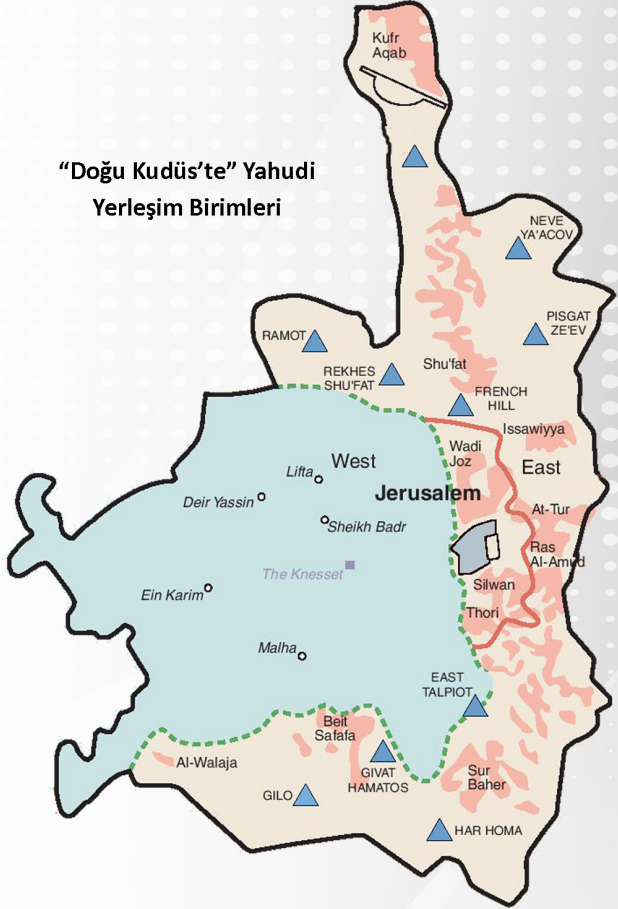 Kufr
Aqab
“Doğu Kudüs’te” Yahudi
Yerleşim Birimleri
NEVE
YA'ACOV
PISGAT
ZE'EV
RAMOT
REKHES
SHU'FAT
Shu'fat
FRENCH
HILL
Issawiyya
Wadi
Joz
West
East
Lifta
Jerusalem
Deir Yassin
At-Tur
Sheikh Badr
Ras
Al-Amud
The Knesset
Silwan
Ein Karim
Thori
Malha
EAST
TALPIOT
Beit
Safafa
Al-Walaja
GIVAT
HAMATOS
Sur
Baher
GILO
HAR HOMA